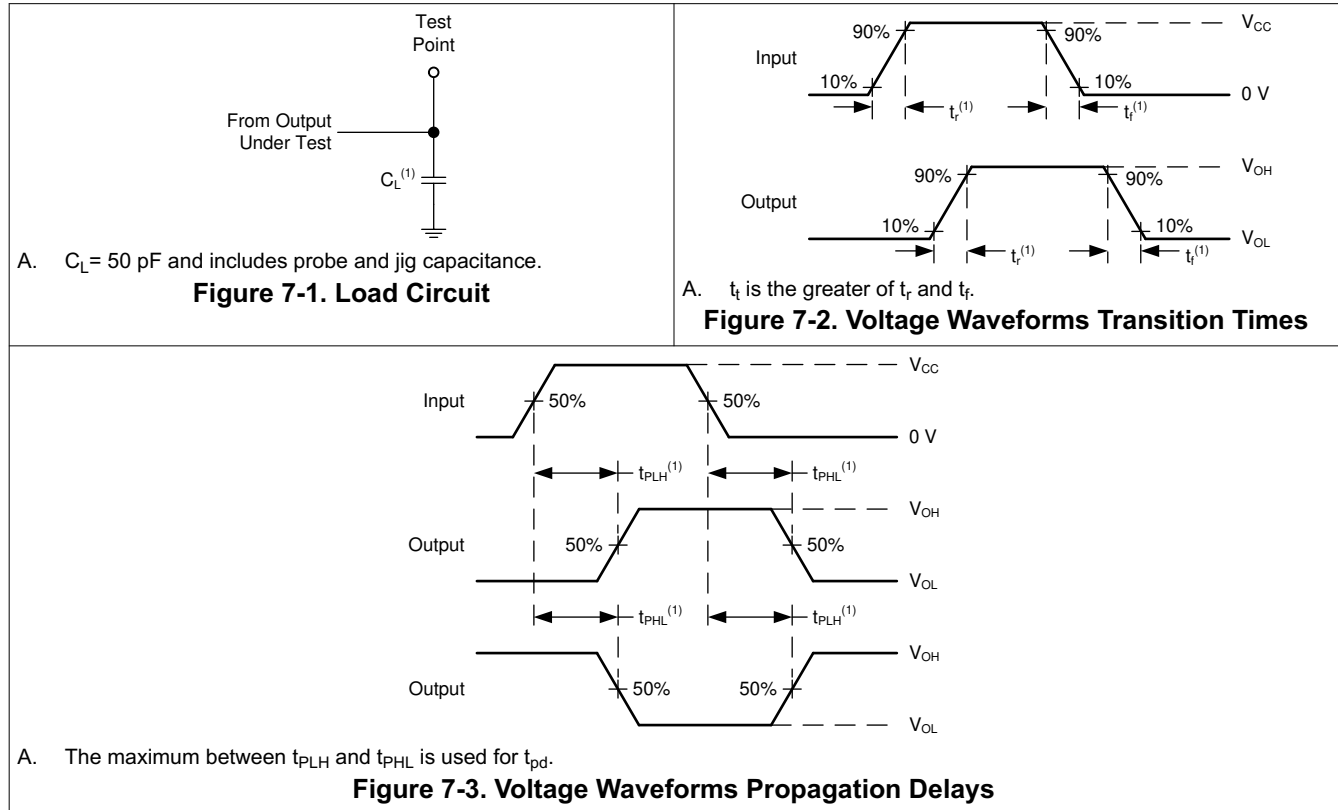 Test
Point
From Output
Under Test
C_L^(1)
A. C_L= 50 pF and includes probe and jig capacitance.
Figure 7-1. Load Circuit
V_CC
90%
90%
Input
10%
10%
0 V
t_r^(1)
t_f^(1)
V_OH
90%
90%
Output
10%
10%
V_OL
t_r^(1)
t_f^(1)
A. t_t is the greater of t_r and t_f.
Figure 7-2. Voltage Waveforms Transition Times
V_CC
Input
50%
50%
0 V
t_PLH^(1)
t_PHL^(1)
V_OH
Output
50%
50%
V_OL
t_PHL^(1)
t_PLH^(1)
V_OH
Output
50%
50%
V_OL
A. The maximum between t_PLH and t_PHL is used for t_pd.
Figure 7-3. Voltage Waveforms Propagation Delays